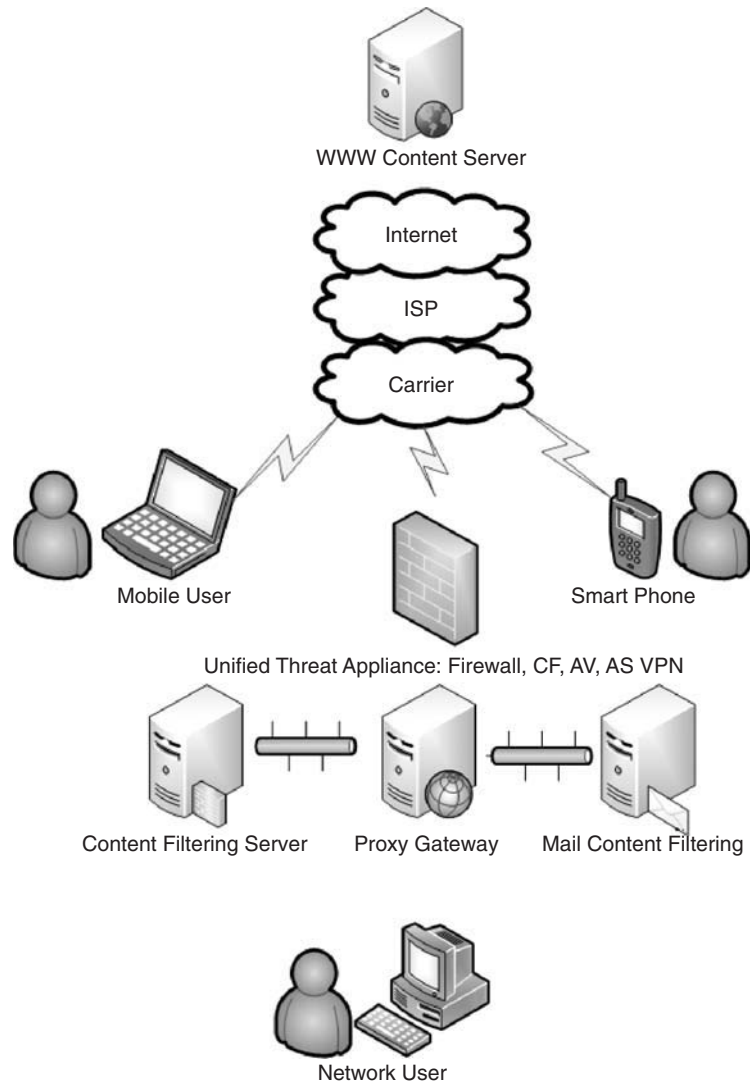 WWW Content Server
Internet
ISP
Carrier
Mobile User
Smart Phone
Unified Threat Appliance: Firewall, CF, AV, AS VPN
Content Filtering Server
Proxy Gateway
Mail Content Filtering
Network User